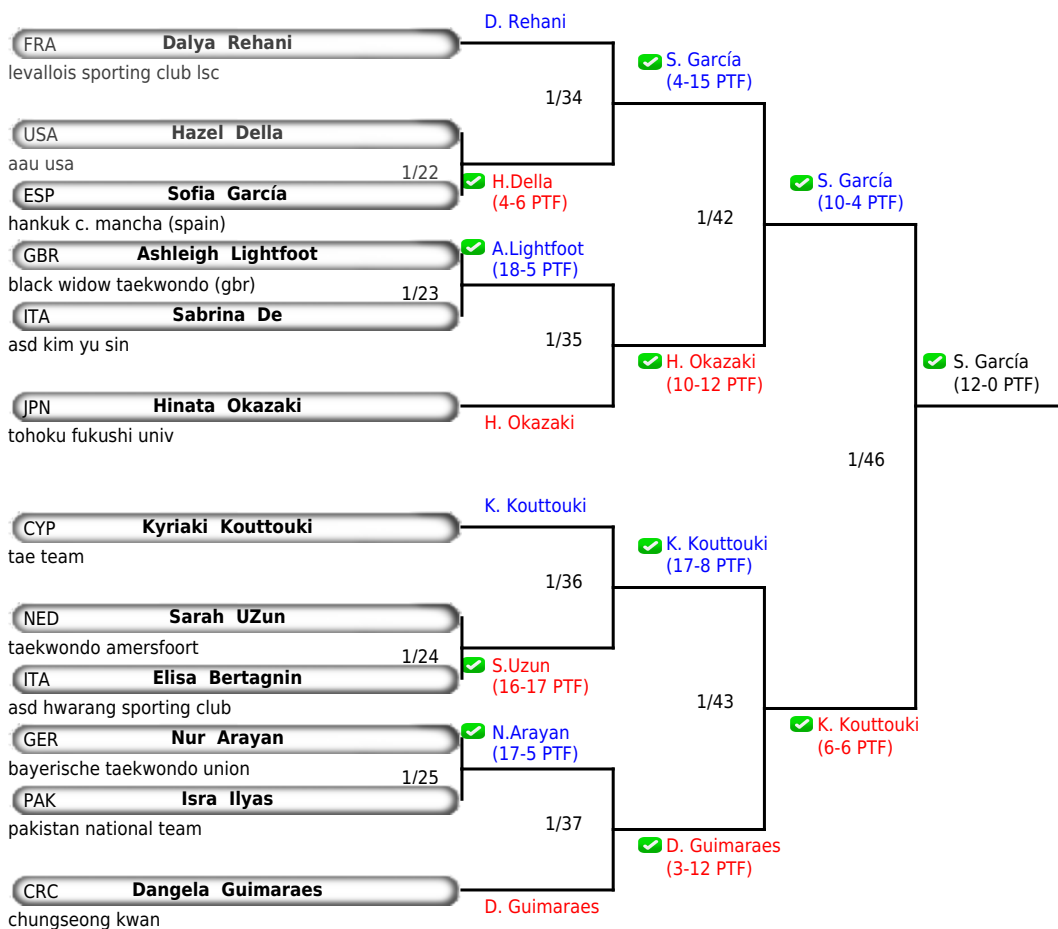 D. Rehani
FRA Dalya Rehani
levallois sporting club lsc
S. García
(4-15 PTF)
1/34
USA Hazel Della
aau usa
1/22
H.Della
(4-6 PTF)
ESP Sofia García
hankuk c. mancha (spain)
S. García
(10-4 PTF)
1/42
GBR Ashleigh Lightfoot
black widow taekwondo (gbr)
A.Lightfoot
(18-5 PTF)
1/23
ITA Sabrina De
asd kim yu sin
1/35
H. Okazaki
(10-12 PTF)
S. García
(12-0 PTF)
JPN Hinata Okazaki
tohoku fukushi univ
H. Okazaki
1/46
K. Kouttouki
CYP Kyriaki Kouttouki
tae team
K. Kouttouki
(17-8 PTF)
1/36
NED Sarah UZun
taekwondo amersfoort
1/24
S.Uzun
(16-17 PTF)
ITA Elisa Bertagnin
asd hwarang sporting club
1/43
K. Kouttouki
(6-6 PTF)
GER Nur Arayan
bayerische taekwondo union
N.Arayan
(17-5 PTF)
1/25
PAK Isra Ilyas
pakistan national team
1/37
D. Guimaraes
(3-12 PTF)
CRC Dangela Guimaraes
chungseong kwan
D. Guimaraes